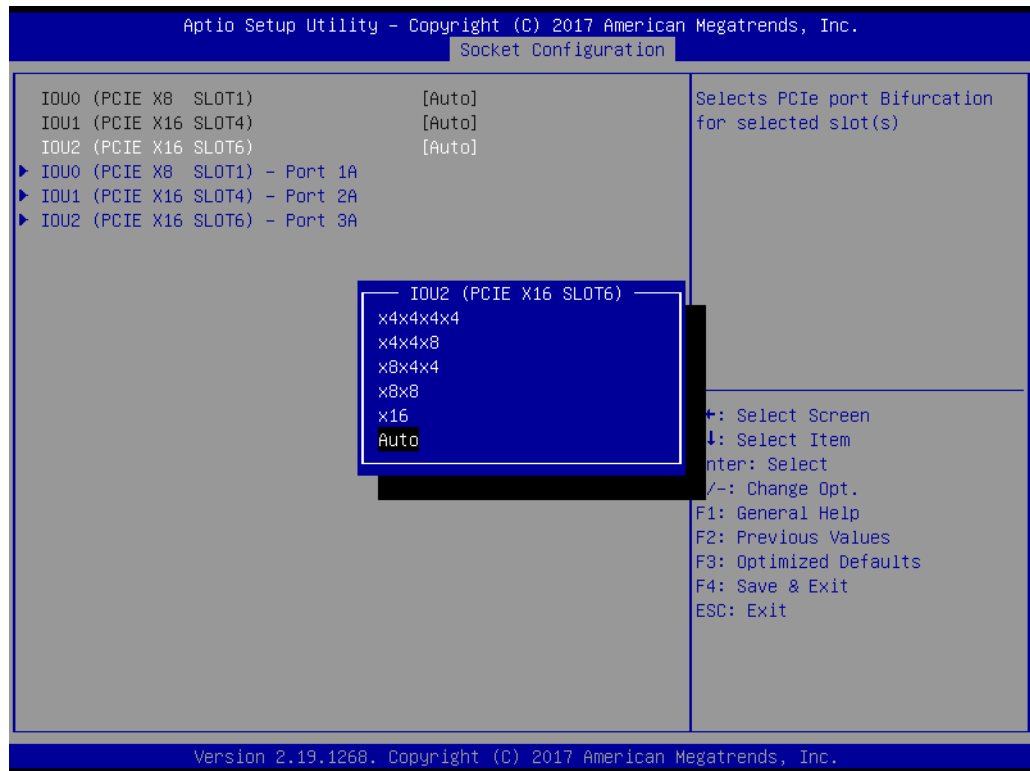 Aptio Setup Utility – Copyright (C) 2017 American Megatrends, Inc.
Socket Configuration
IOU0 (PCIE X8 SLOT1) [Auto]
IOU1 (PCIE X16 SLOT4) [Auto]
IOU2 (PCIE X16 SLOT6) [Auto]
IOU0 (PCIE X8 SLOT1) – Port 1A
IOU1 (PCIE X16 SLOT4) – Port 2A
IOU2 (PCIE X16 SLOT6) – Port 3A
Selects PCIe port Bifurcation
for selected slot(s)
IOU2 (PCIE X16 SLOT6)
x4x4x4x4
x4x4x8
x8x4x4
x8x8
x16
Auto
: Select Screen
: Select Item
nter: Select
/-: Change Opt.
F1: General Help
F2: Previous Values
F3: Optimized Defaults
F4: Save & Exit
ESC: Exit
Version 2.19.1268. Copyright (C) 2017 American Megatrends, Inc.